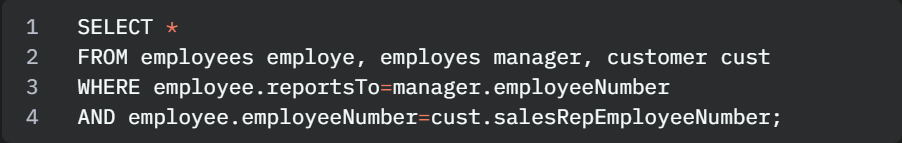 1 SELECT *
2 FROM employees employe, employes manager, customer cust
3 WHERE employee.reportsTo=manager.employeeNumber
4 AND employee.employeeNumber=cust.salesRepEmployeeNumber;